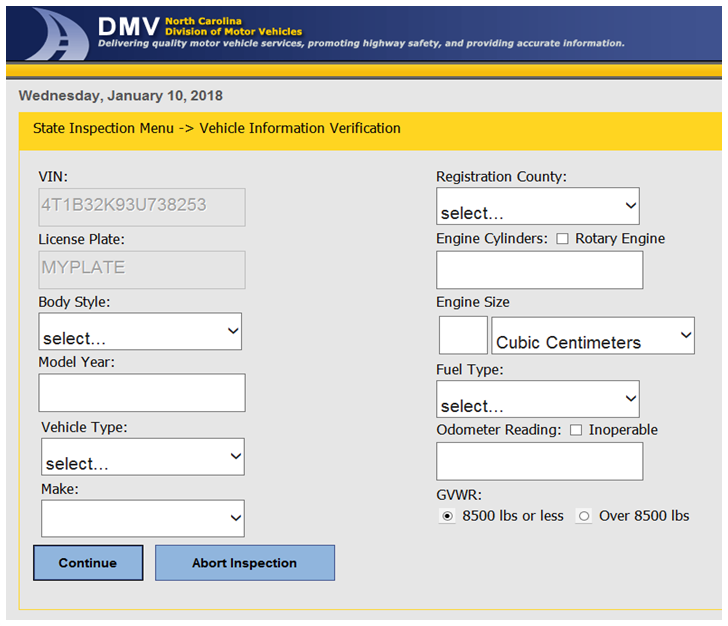 DMV North Carolina
Division of Motor Vehicles
Delivering quality motor vehicle services, promoting highway safety, and providing accurate information.
Wednesday, January 10, 2018
State Inspection Menu -> Vehicle Information Verification
VIN:
4T1B32K93U738253
License Plate:
MYPLATE
Body Style:
select...
Model Year:
Vehicle Type:
select...
Make:
Registration County:
select...
Engine Cylinders: Rotary Engine
Engine Size
Cubic Centimeters
Fuel Type:
select...
Odometer Reading: Inoperable
GVWR:
8500 lbs or less Over 8500 lbs
Continue Abort Inspection